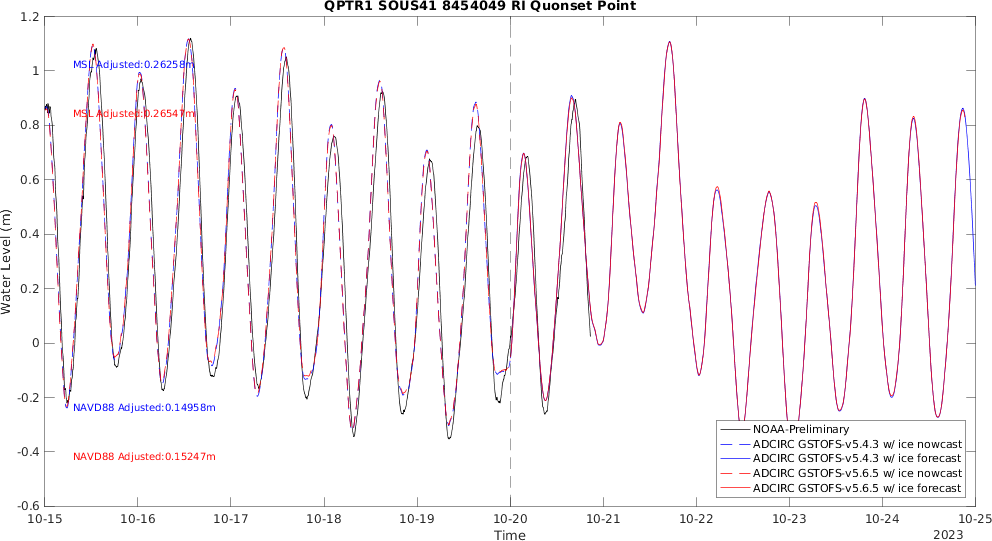 QPTR1 SOUS41 8454049 RI Quonset Point
1.2
1
0.8
0.6
0.4
0.2
0
-0.2
-0.4
-0.6
Water Level (m)
MSL Adjusted:0.26258m
MSL Adjusted:0.26547m
NAVD88 Adjusted:0.14958m
NAVD88 Adjusted:0.15247m
NOAA-Preliminary
ADCIRC GSTOFS-v5.4.3 w/ ice nowcast
ADCIRC GSTOFS-v5.4.3 w/ ice forecast
ADCIRC GSTOFS-v5.6.5 w/ ice nowcast
ADCIRC GSTOFS-v5.6.5 w/ ice forecast
10-15 10-16 10-17 10-18 10-19 10-20 10-21 10-22 10-23 10-24 10-25
Time
2023